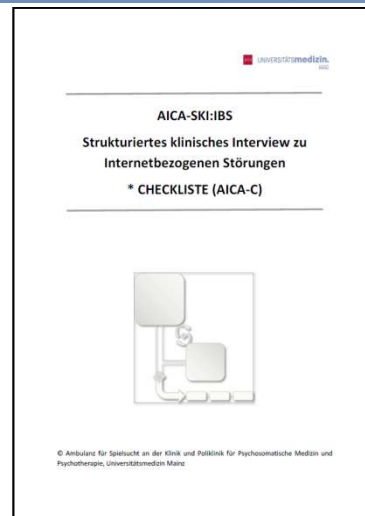 UNIVERSITÄTSmedizin.
AICA-SKI:IBS
Strukturiertes klinisches Interview zu
Internetbezogenen Störungen
* CHECKLISTE (AICA-C)
© Ambulanz für Spielsucht an der Klinik und Poliklinik für Psychosomatische Medizin und
Psychotherapie, Universitätsmedizin Mainz